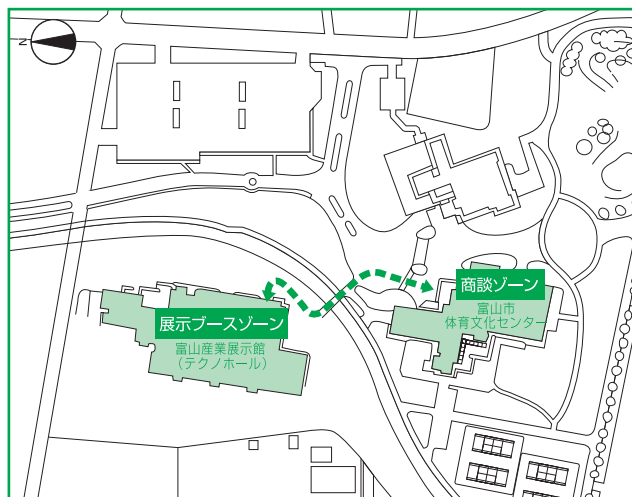 N
商談ゾーン
富山市
体育文化センター
展示ブースゾーン
富山産業展示館
（テクノホール）